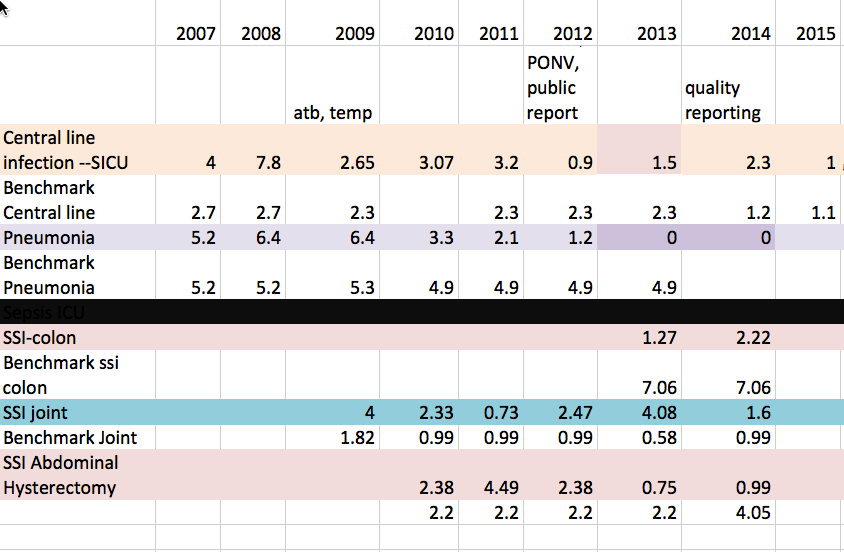 2007 2008 2009 2010 2011 2012 2013 2014 2015
PONV,
public quality
atb, temp report reporting
Central line
infection --SICU 4 7.8 2.65 3.07 3.2 0.9 1.5 2.3 1
Benchmark
Central line 2.7 2.7 2.3 2.3 2.3 2.3 1.2 1.1
Pneumonia 5.2 6.4 6.4 3.3 2.1 1.2 0 0
Benchmark
Pneumonia 5.2 5.2 5.3 4.9 4.9 4.9 4.9
Sepsis ICU
SSI-colon 1.27 2.22
Benchmark ssi
colon 7.06 7.06
SSI joint 4 2.33 0.73 2.47 4.08 1.6
Benchmark Joint 1.82 0.99 0.99 0.99 0.58 0.99
SSI Abdominal
Hysterectomy 2.38 4.49 2.38 0.75 0.99
2.2 2.2 2.2 2.2 4.05